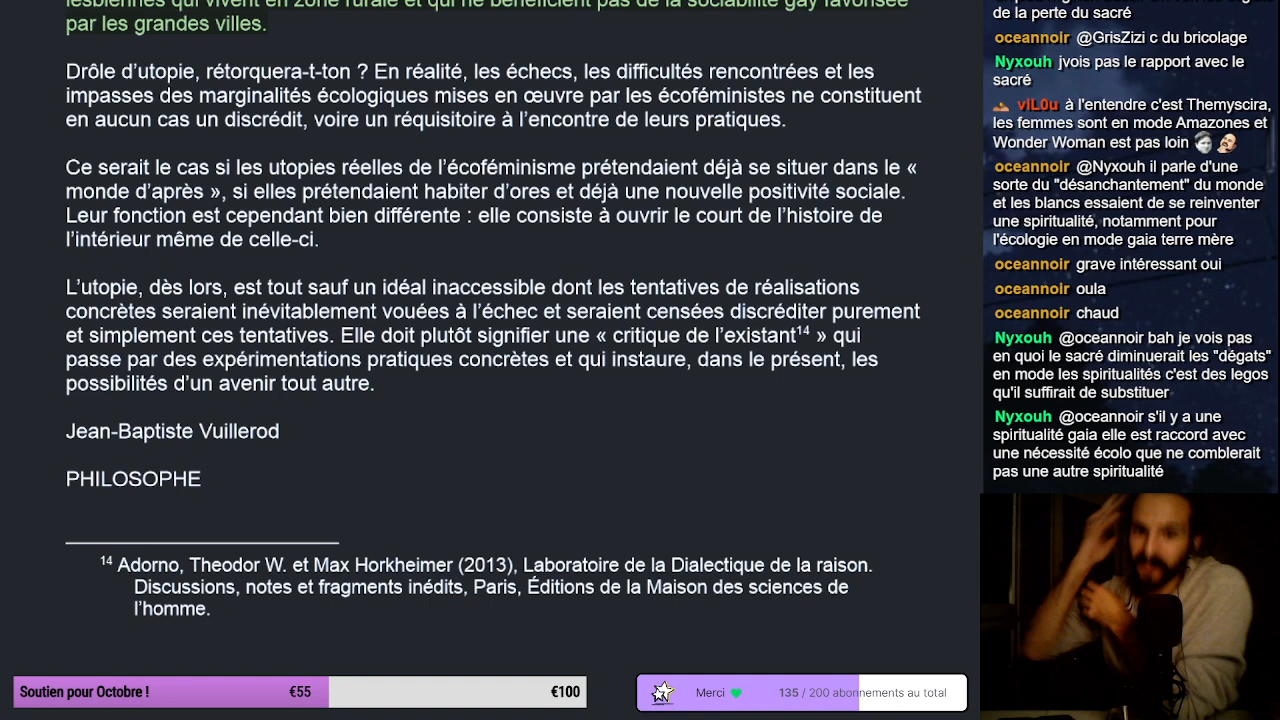 lesbiennes qui vivent en zone rurale et qui ne bénéficient pas de la sociabilité gay favorisée
par les grandes villes.
Drôle d’utopie, rétorquera-t-ton ? En réalité, les échecs, les difficultés rencontrées et les
impasses des marginalités écologiques mises en œuvre par les écoféministes ne constituent
en aucun cas un discrédit, voire un réquisitoire à l’encontre de leurs pratiques.
Ce serait le cas si les utopies réelles de l’écoféminisme prétendaient déjà se situer dans le «
monde d’après », si elles prétendaient habiter d’ores et déjà une nouvelle positivité sociale.
Leur fonction est cependant bien différente : elle consiste à ouvrir le court de l’histoire de
l’intérieur même de celle-ci.
L’utopie, dès lors, est tout sauf un idéal inaccessible dont les tentatives de réalisations
concrètes seraient inévitablement vouées à l’échec et seraient censées discréditer purement
et simplement ces tentatives. Elle doit plutôt signifier une « critique de l’existant14 » qui
passe par des expérimentations pratiques concrètes et qui instaure, dans le présent, les
possibilités d’un avenir tout autre.
Jean-Baptiste Vuillerod
PHILOSOPHE
14 Adorno, Theodor W. et Max Horkheimer (2013), Laboratoire de la Dialectique de la raison.
Discussions, notes et fragments inédits, Paris, Éditions de la Maison des sciences de
l’homme.
Soutien pour Octobre ! €55 €100
Merci 135 / 200 abonnements au total
de la perte du sacré
oceannoir @GrisZizi c du bricolage
Nyxouh jvois pas le rapport avec le
sacré
vIL0u à l'entendre c'est Themyscira,
les femmes sont en mode Amazones et
Wonder Woman est pas loin
oceannoir @Nyxouh il parle d'une
sorte du "désanchantement" du monde
et les blancs essaient de se reinventer
une spiritualité, notamment pour
l'écologie en mode gaia terre mère
oceannoir grave intéressant oui
oceannoir oula
oceannoir chaud
Nyxouh @oceannoir bah je vois pas
en quoi le sacré diminuerait les "dégats"
en mode les spiritualités c'est des legos
qu'il suffirait de substituer
Nyxouh @oceannoir s'il y a une
spiritualité gaia elle est raccord avec
une nécessité écolo que ne comblerait
pas une autre spiritualité